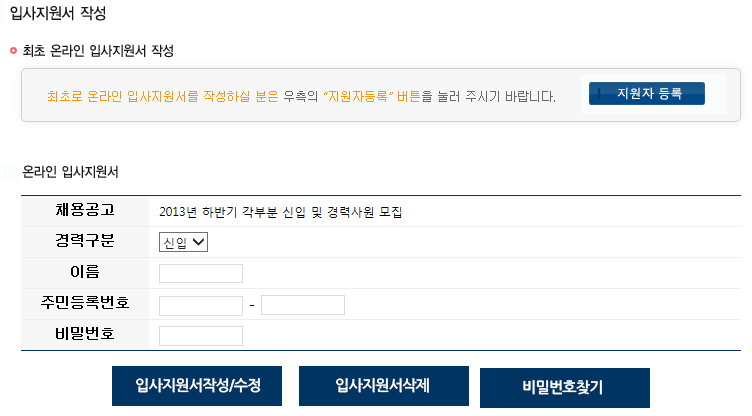 입사지원서 작성
최초 온라인 입사지원서 작성
최초로 온라인 입사지원서를 작성하실 분은 우측의 "지원자등록" 버튼을 눌러 주시기 바랍니다.
지원자 등록
온라인 입사지원서
채용공고 2013년 하반기 각부분 신입 및 경력사원 모집
경력구분 신입
이름
주민등록번호 -
비밀번호
입사지원서작성/수정 입사지원서삭제 비밀번호찾기